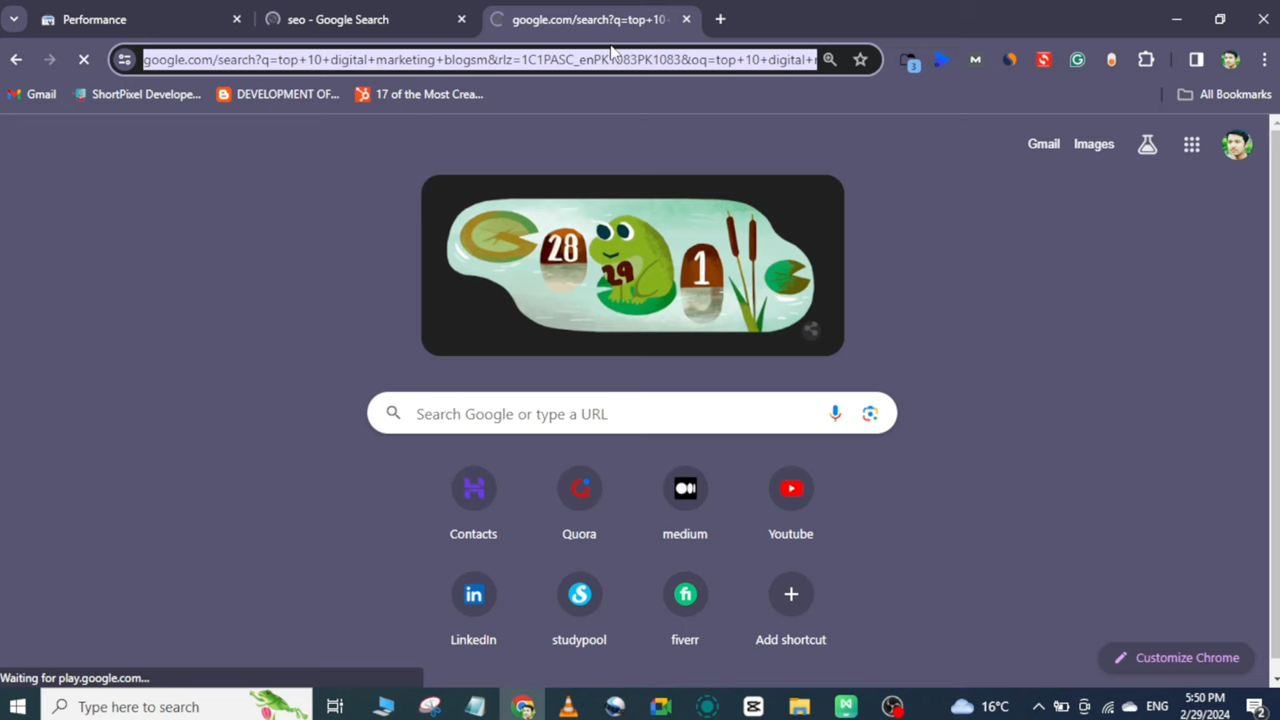 Performance
seo - Google Search
google.com/search?q=top+10-
google.com/search?q=top+10+digital+marketing+blogsm&rlz=1C1PASC_enPK1083PK1083&oq=top+10+digital+
3
Gmail
ShortPixel Develope...
DEVELOPMENT OF...
17 of the Most Crea...
All Bookmarks
Gmail
Images
28
29
1
Search Google or type a URL
Contacts
Quora
medium
Youtube
LinkedIn
studypool
fiverr
Add shortcut
Customize Chrome
Waiting for play.google.com...
Type here to search
16°C
ENG
5:50 PM
2/29/2024
2